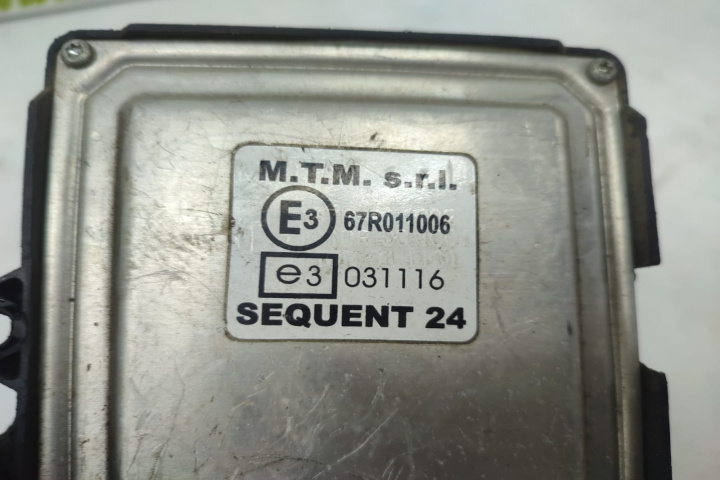 M.T.M. s.r.l.
E3 67R011006
e3 031116
SEQUENT 24